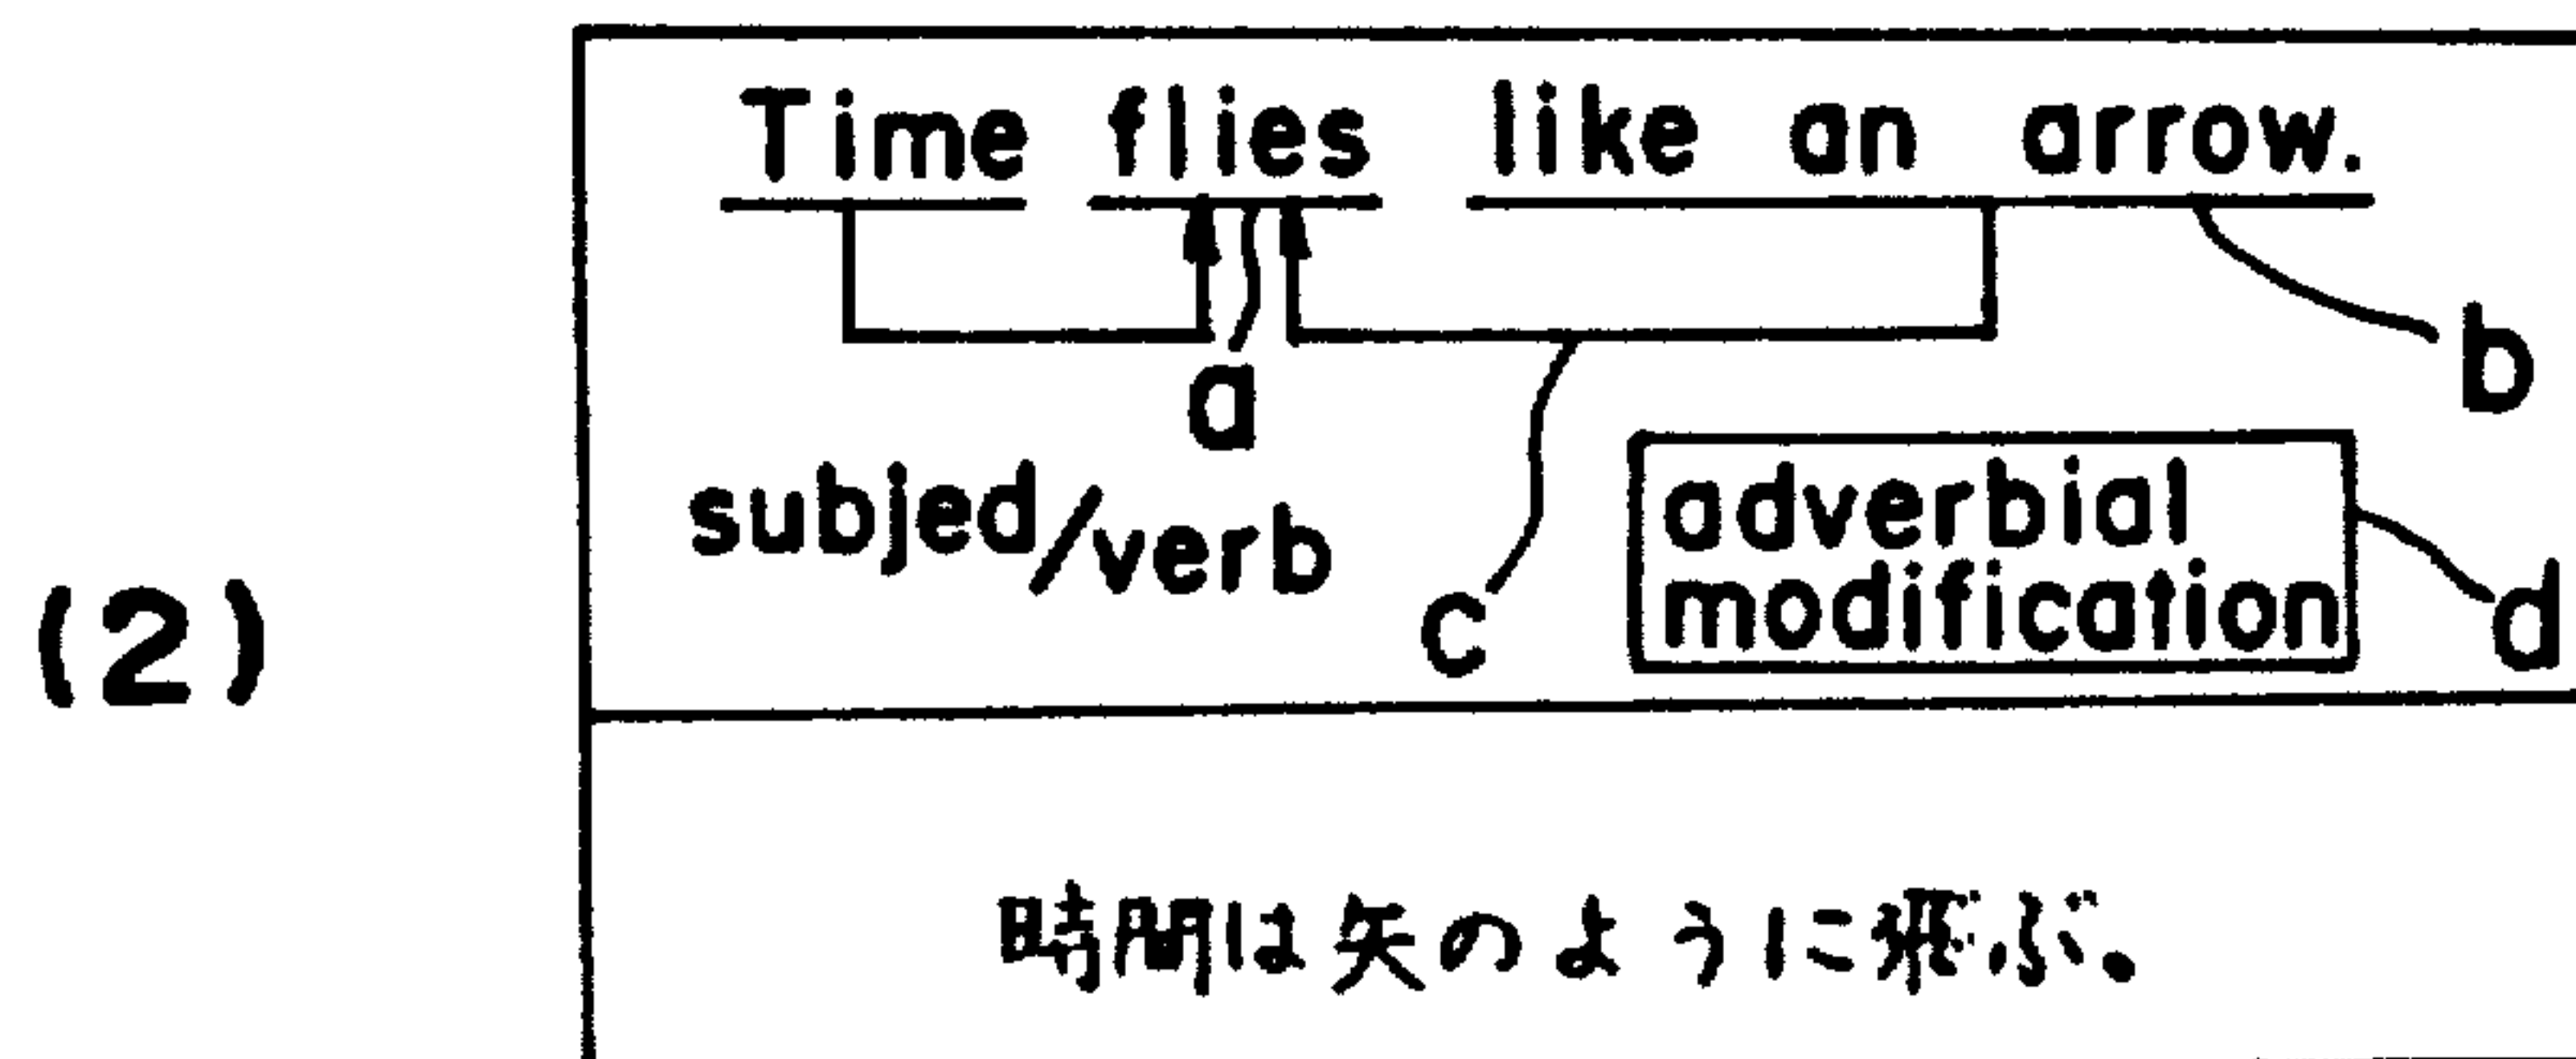 Time flies like an arrow.
a
b
subjed/verb
adverbial
modification
c
d
(2)
時間は矢のように飛ぶ。